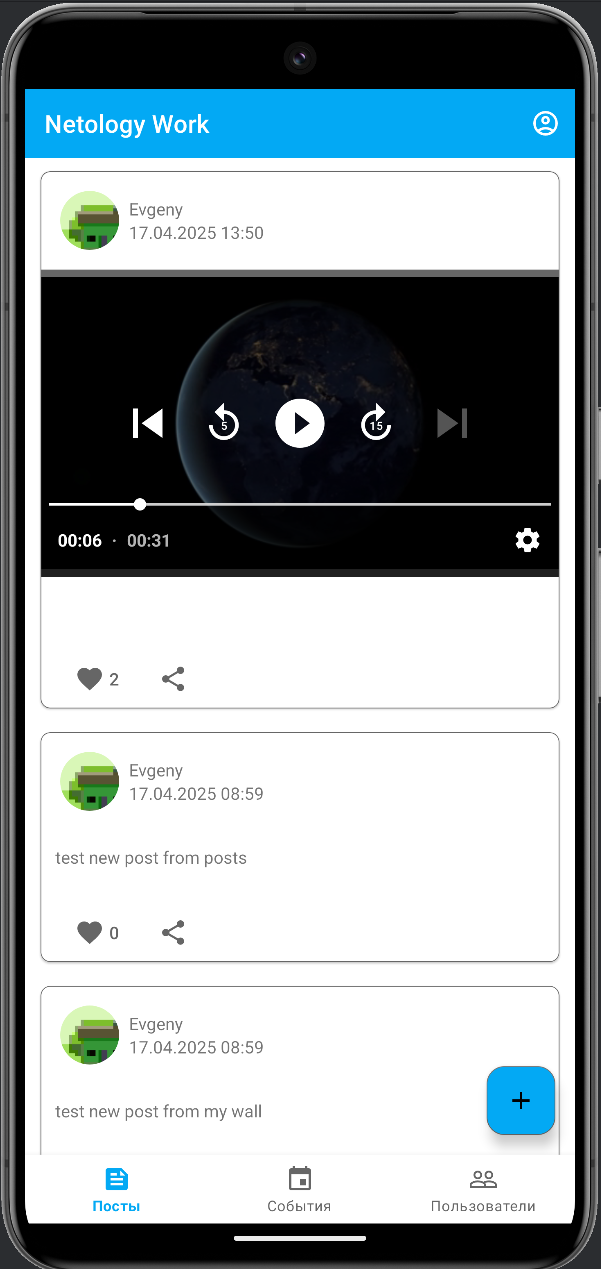 Netology Work
Evgeny
17.04.2025 13:50
5
15
00:06 · 00:31
2
Evgeny
17.04.2025 08:59
test new post from posts
0
Evgeny
17.04.2025 08:59
test new post from my wall
+
Посты
События
Пользователи